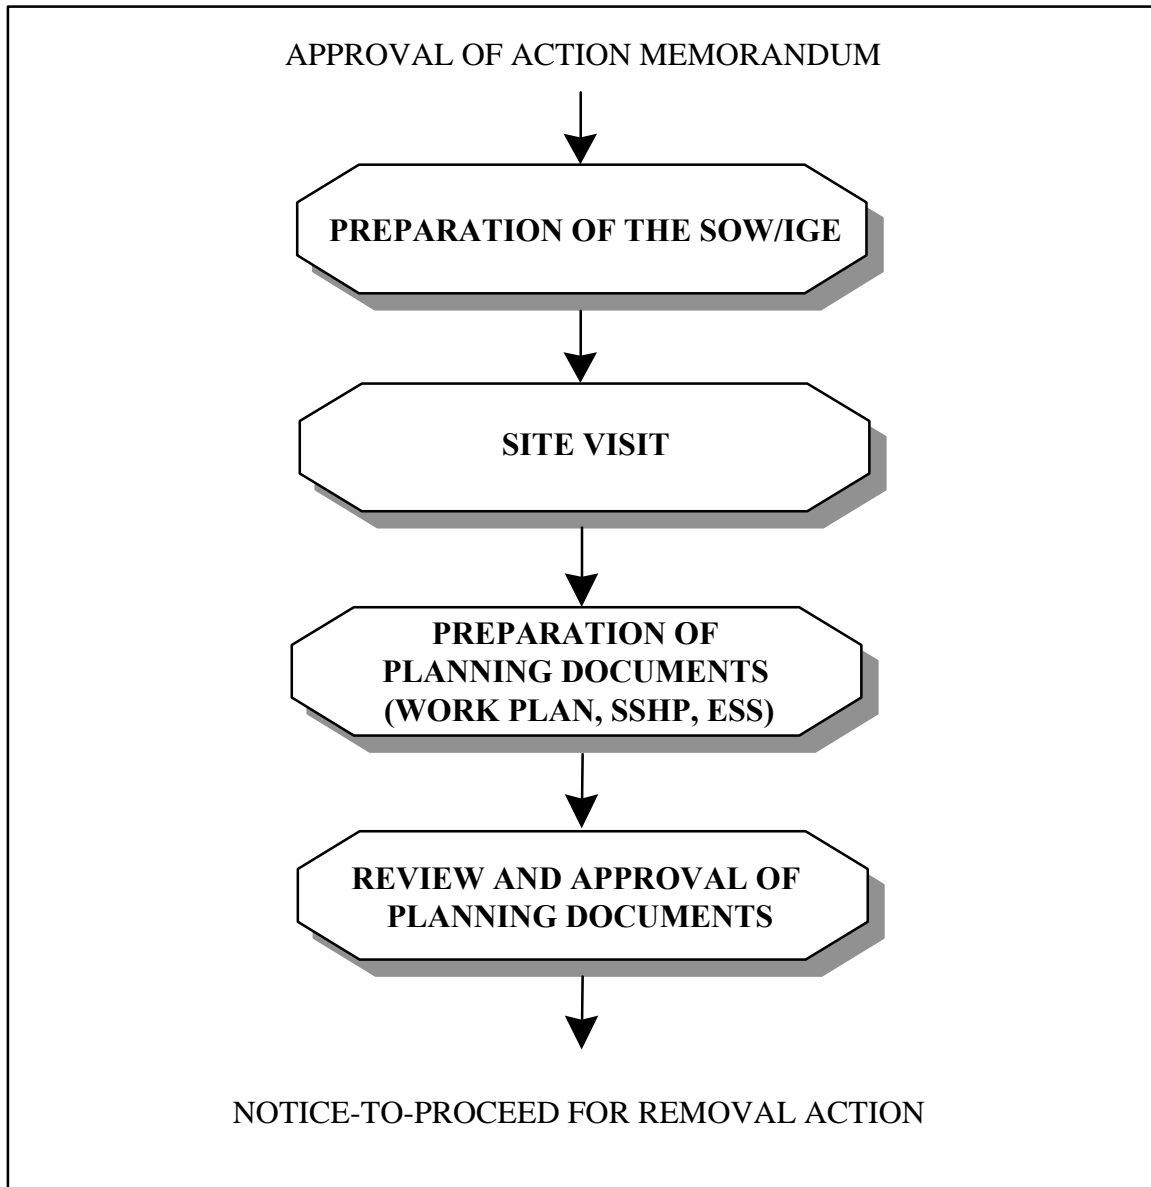 APPROVAL OF ACTION MEMORANDUM
PREPARATION OF THE SOW/IGE
SITE VISIT
PREPARATION OF
PLANNING DOCUMENTS
(WORK PLAN, SSHP, ESS)
REVIEW AND APPROVAL OF
PLANNING DOCUMENTS
NOTICE-TO-PROCEED FOR REMOVAL ACTION